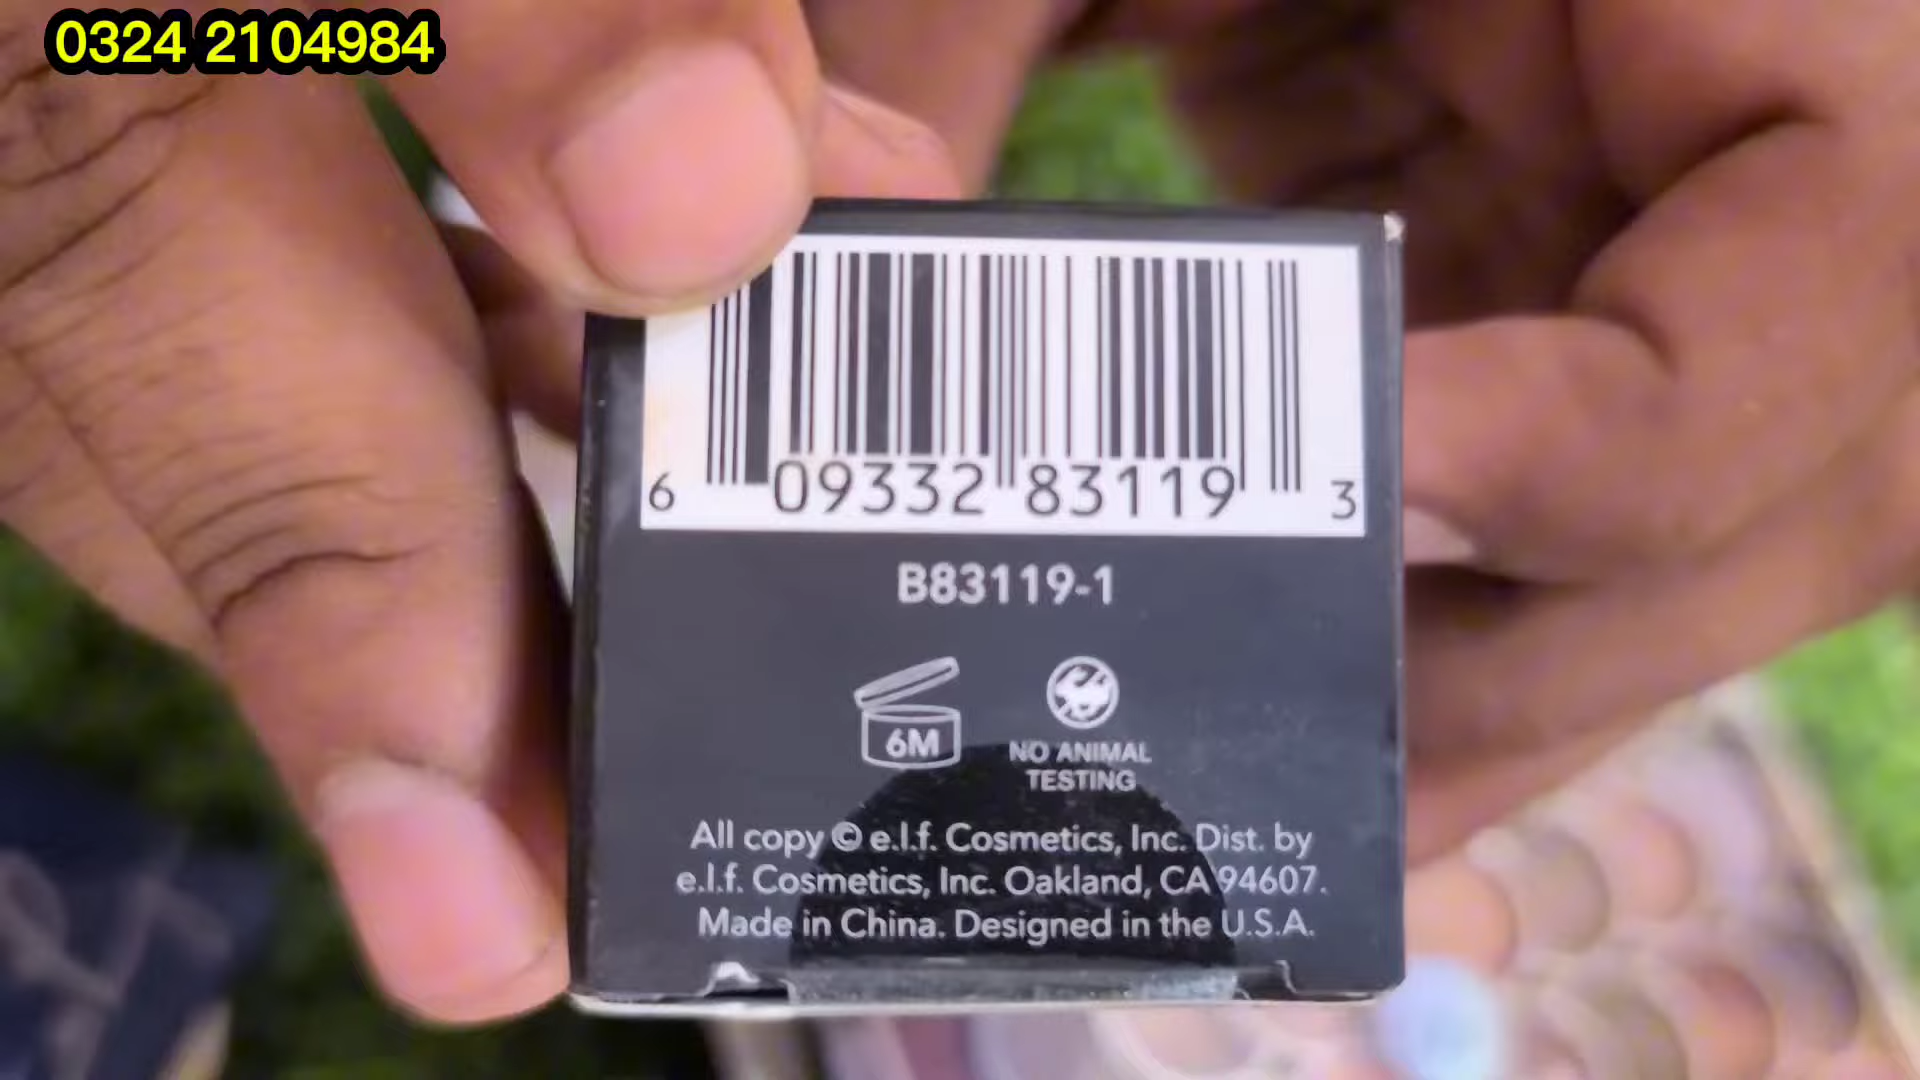 0324 2104984
6 09332 83119 3
B83119-1
6M
NO ANIMAL
TESTING
All copy © e.l.f. Cosmetics, Inc. Dist. by
e.l.f. Cosmetics, Inc. Oakland, CA 94607.
Made in China. Designed in the U.S.A.